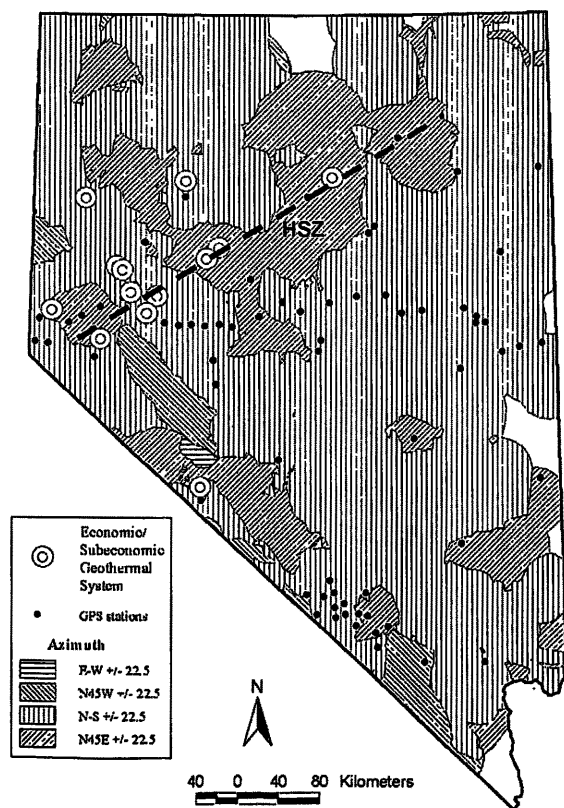 HSZ
Economic/
Subeconomic
Geothermal
System
GPS stations
Azimuth
E-W +/- 22.5
N45W +/- 22.5
N-S +/- 22.5
N45E +/- 22.5
N
40 0 40 80 Kilometers